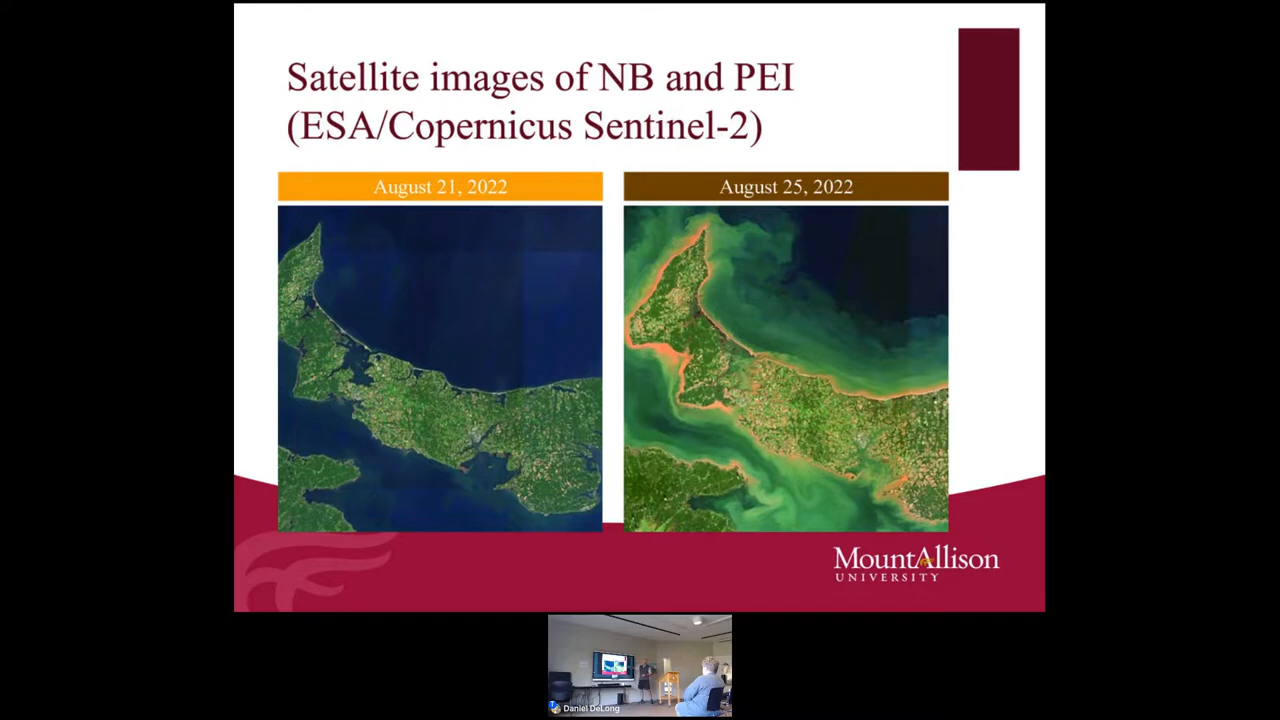 Satellite images of NB and PEI
(ESA/Copernicus Sentinel-2)
August 21, 2022
August 25, 2022
MountAllison
UNIVERSITY
Daniel DeLong